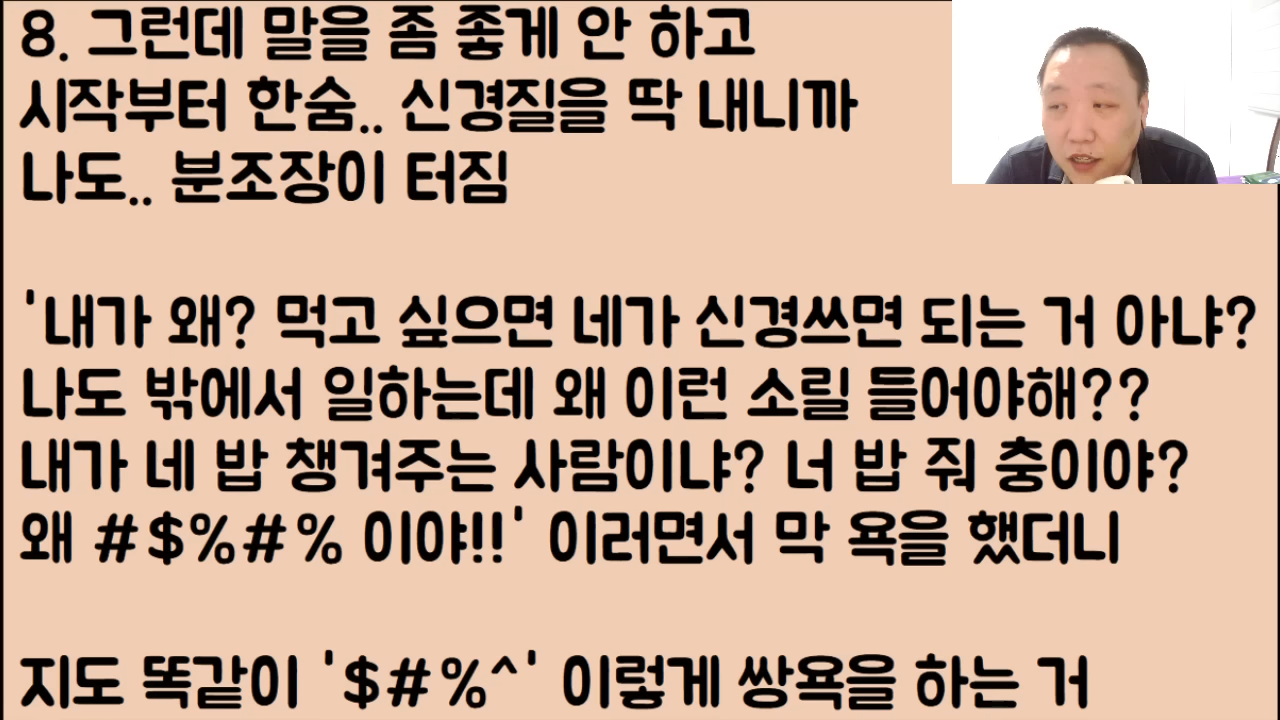 8. 그런데 말을 좀 좋게 안 하고
시작부터 한숨.. 신경질을 딱 내니까
나도.. 분조장이 터짐
'내가 왜? 먹고 싶으면 네가 신경쓰면 되는 거 아냐?
나도 밖에서 일하는데 왜 이런 소릴 들어야해??
내가 네 밥 챙겨주는 사람이냐? 너 밥 줘 충이야?
왜 #$%#% 이야!!' 이러면서 막 욕을 했더니
지도 똑같이 '$#%^' 이렇게 쌍욕을 하는 거